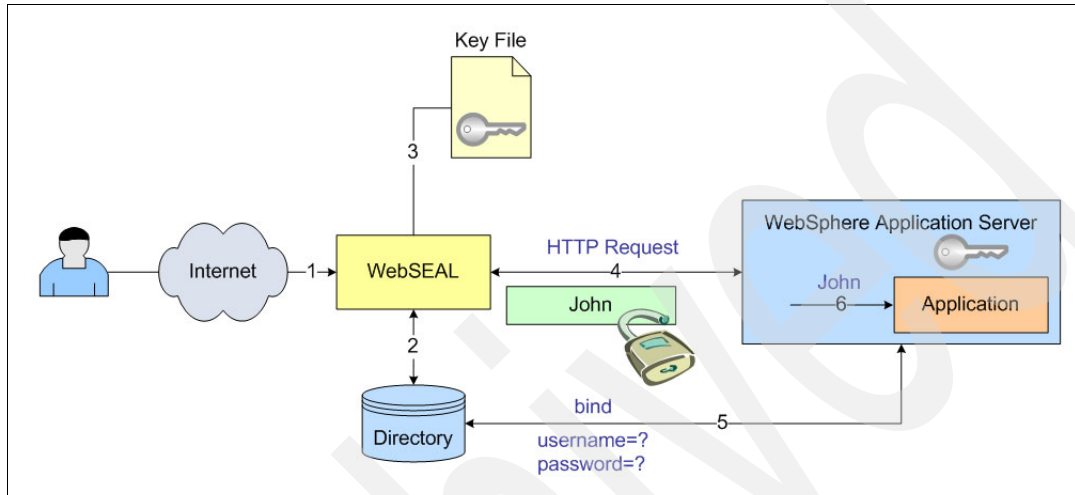 Key File
3
WebSphere Application Server
Internet
1
WebSEAL
HTTP Request
4
John
John
6
Application
2
Directory
bind
5
username=?
password=?